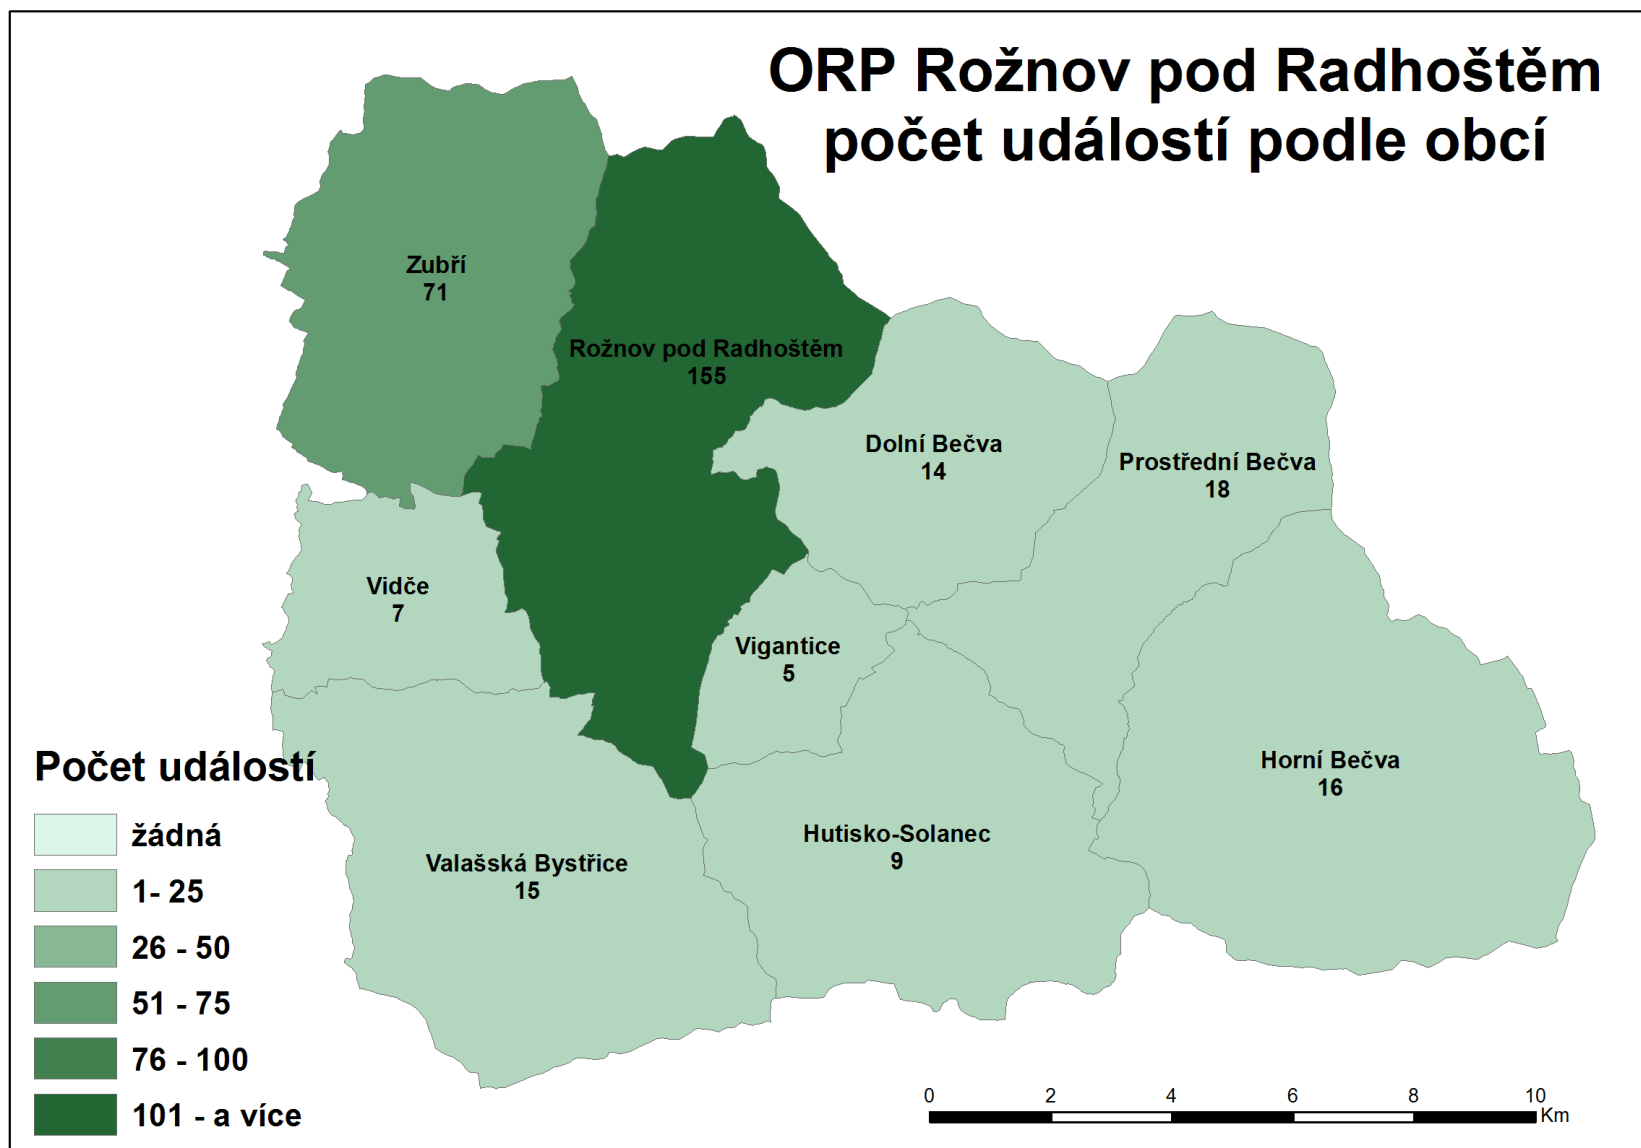 ORP Rožnov pod Radhoštěm
počet událostí podle obcí
Zubří
71
Rožnov pod Radhoštěm
155
Dolní Bečva
14
Prostřední Bečva
18
Vidče
7
Vigantice
5
Horní Bečva
16
Hutisko-Solanec
9
Valašská Bystřice
15
Počet událostí
žádná
1- 25
26 - 50
51 - 75
76 - 100
101 - a více
0 2 4 6 8 10
Km